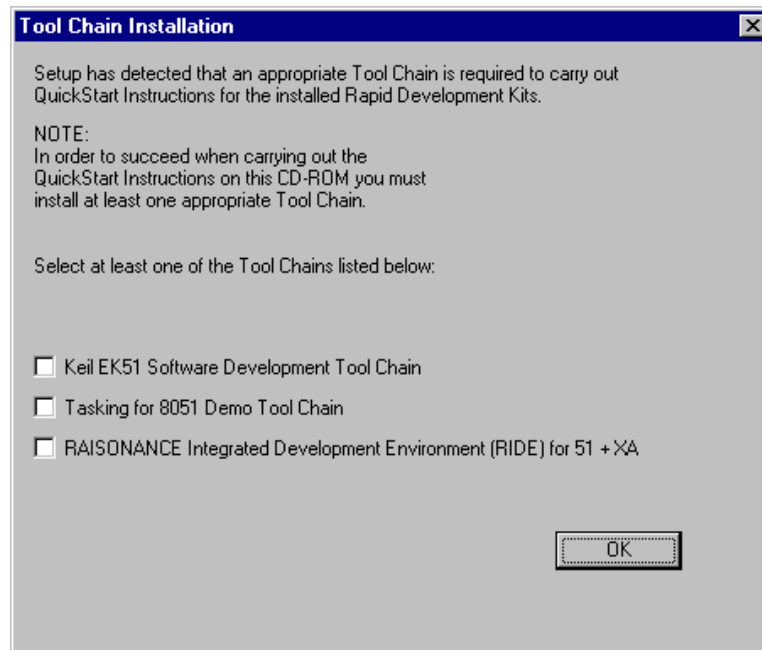 Tool Chain Installation
Setup has detected that an appropriate Tool Chain is required to carry out
QuickStart Instructions for the installed Rapid Development Kits.
NOTE:
In order to succeed when carrying out the
QuickStart Instructions on this CD-ROM you must
install at least one appropriate Tool Chain.
Select at least one of the Tool Chains listed below:
Keil EK51 Software Development Tool Chain
Tasking for 8051 Demo Tool Chain
RAISONANCE Integrated Development Environment (RIDE) for 51 + XA
OK